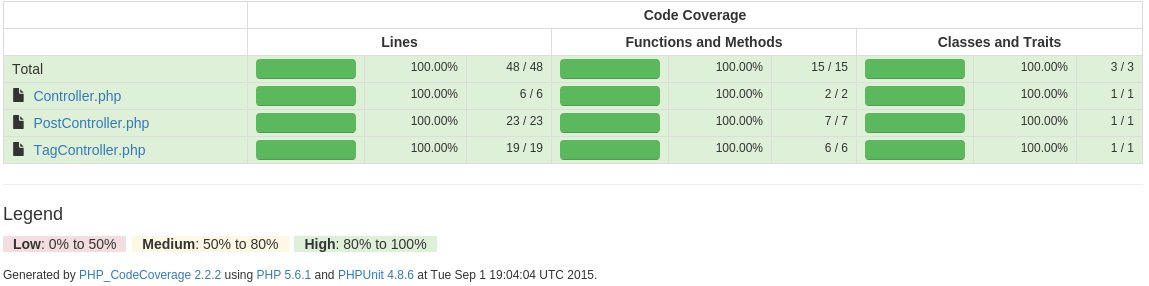 Code Coverage
Lines Functions and Methods Classes and Traits
Total 100.00% 48 / 48 100.00% 15 / 15 100.00% 3 / 3
Controller.php 100.00% 6 / 6 100.00% 2 / 2 100.00% 1 / 1
PostController.php 100.00% 23 / 23 100.00% 7 / 7 100.00% 1 / 1
TagController.php 100.00% 19 / 19 100.00% 6 / 6 100.00% 1 / 1
Legend
Low: 0% to 50% Medium: 50% to 80% High: 80% to 100%
Generated by PHP_CodeCoverage 2.2.2 using PHP 5.6.1 and PHPUnit 4.8.6 at Tue Sep 1 19:04:04 UTC 2015.